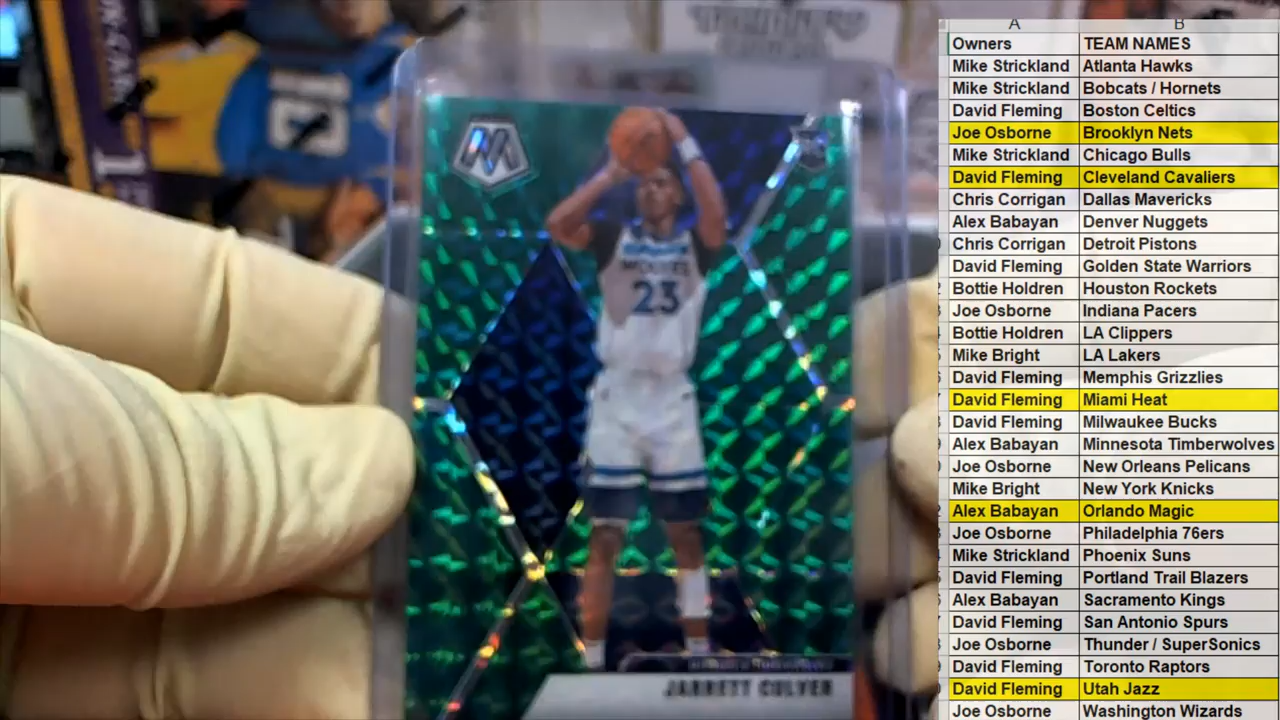 A B
Owners TEAM NAMES
Mike Strickland Atlanta Hawks
Mike Strickland Bobcats / Hornets
David Fleming Boston Celtics
Joe Osborne Brooklyn Nets
Mike Strickland Chicago Bulls
David Fleming Cleveland Cavaliers
Chris Corrigan Dallas Mavericks
Alex Babayan Denver Nuggets
Chris Corrigan Detroit Pistons
David Fleming Golden State Warriors
Bottie Holdren Houston Rockets
Joe Osborne Indiana Pacers
Bottie Holdren LA Clippers
Mike Bright LA Lakers
David Fleming Memphis Grizzlies
David Fleming Miami Heat
David Fleming Milwaukee Bucks
Alex Babayan Minnesota Timberwolves
Joe Osborne New Orleans Pelicans
Mike Bright New York Knicks
Alex Babayan Orlando Magic
Joe Osborne Philadelphia 76ers
Mike Strickland Phoenix Suns
David Fleming Portland Trail Blazers
Alex Babayan Sacramento Kings
David Fleming San Antonio Spurs
Joe Osborne Thunder / SuperSonics
David Fleming Toronto Raptors
David Fleming Utah Jazz
Joe Osborne Washington Wizards
M
23
JARRETT CULVER